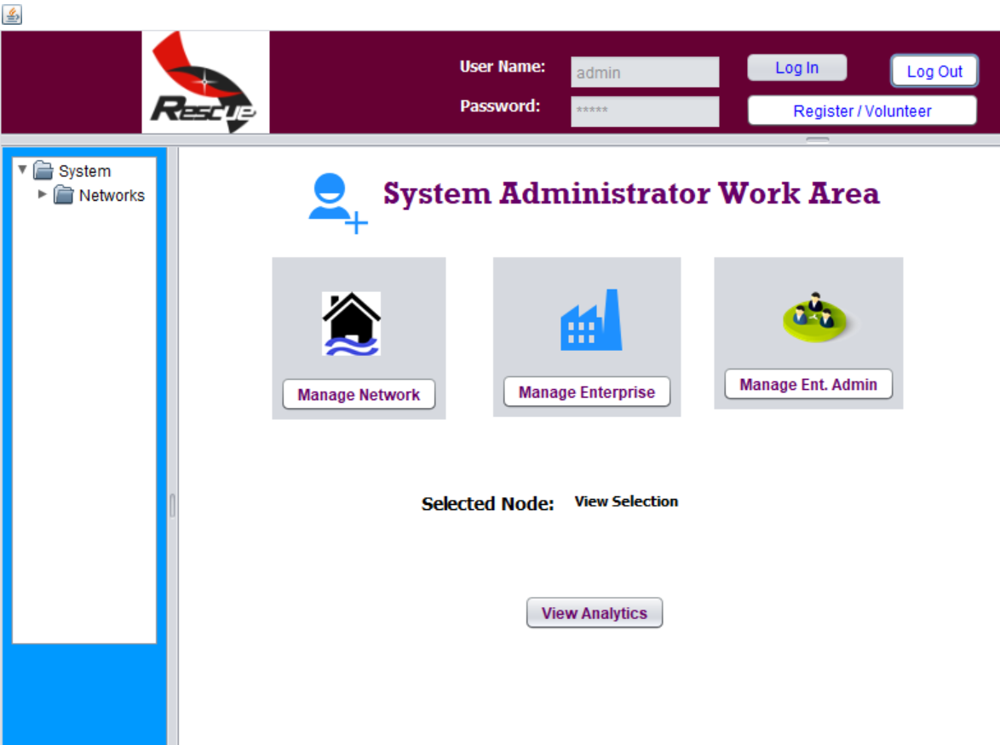 Rescue
User Name:
admin
Log In
Log Out
Password:
*****
Register / Volunteer
System
Networks
System Administrator Work Area
Manage Network
Manage Enterprise
Manage Ent. Admin
Selected Node:
View Selection
View Analytics